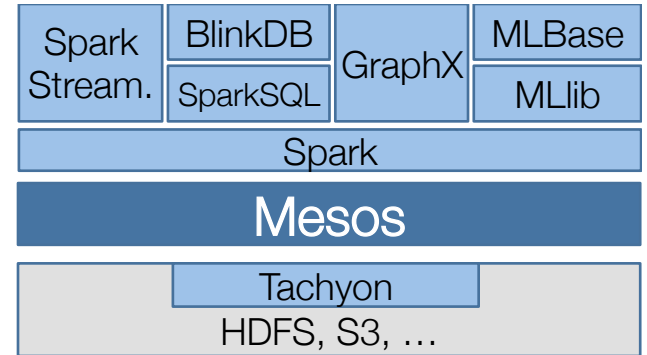 Spark
Stream.
BlinkDB
SparkSQL
GraphX
MLBase
MLlib
Spark
Mesos
Tachyon
HDFS, S3, …